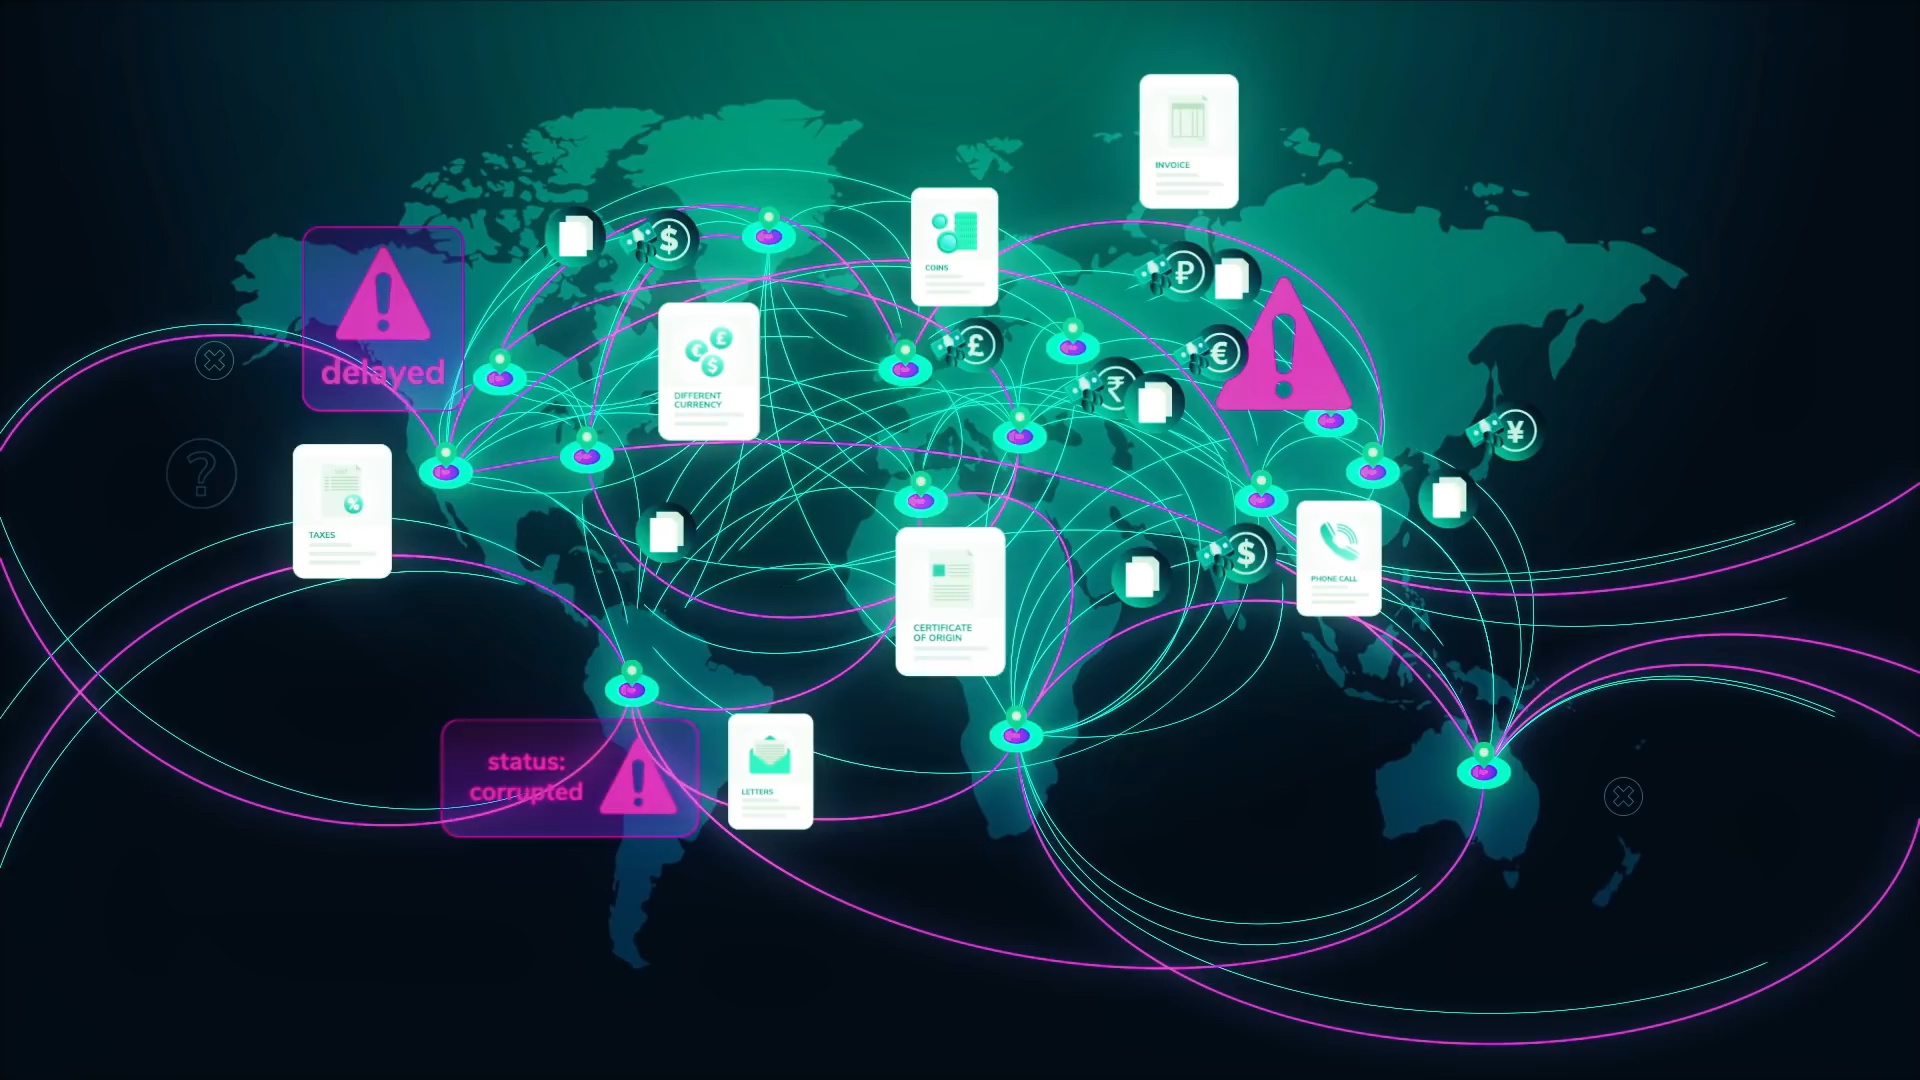 INVOICE
COINS
$
₽
£
€
delayed
£
€
$
DIFFERENT
CURRENCY
₹
¥
?
%
TAXES
$
PHONE CALL
CERTIFICATE
OF ORIGIN
status:
corrupted
LETTERS